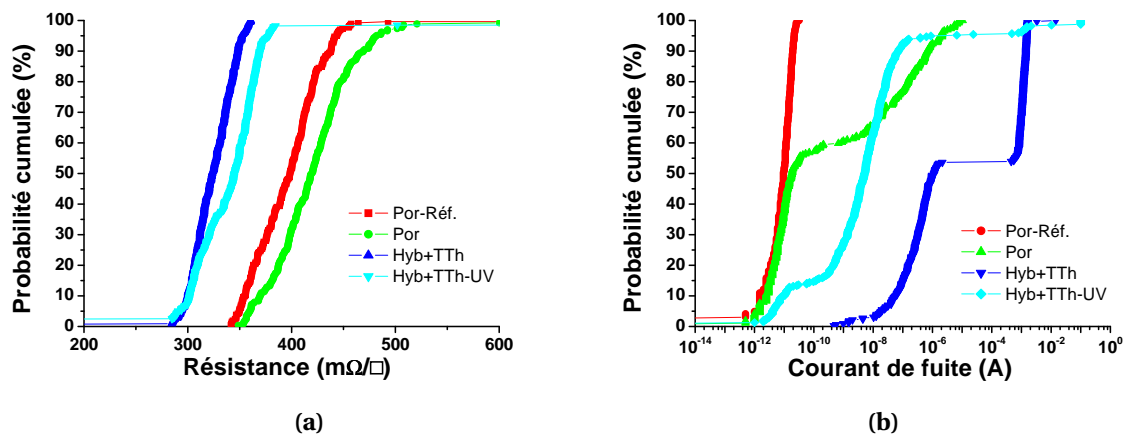 100
90
80
70
60
50
40
30
20
10
0
Probabilité cumulée (%)
200 300 400 500 600
Résistance (mΩ/□)
Por-Réf.
Por
Hyb+TTh
Hyb+TTh-UV
(a)
100
90
80
70
60
50
40
30
20
10
0
Probabilité cumulée (%)
10⁻¹⁴ 10⁻¹² 10⁻¹⁰ 10⁻⁸ 10⁻⁶ 10⁻⁴ 10⁻² 10⁰
Courant de fuite (A)
Por-Réf.
Por
Hyb+TTh
Hyb+TTh-UV
(b)